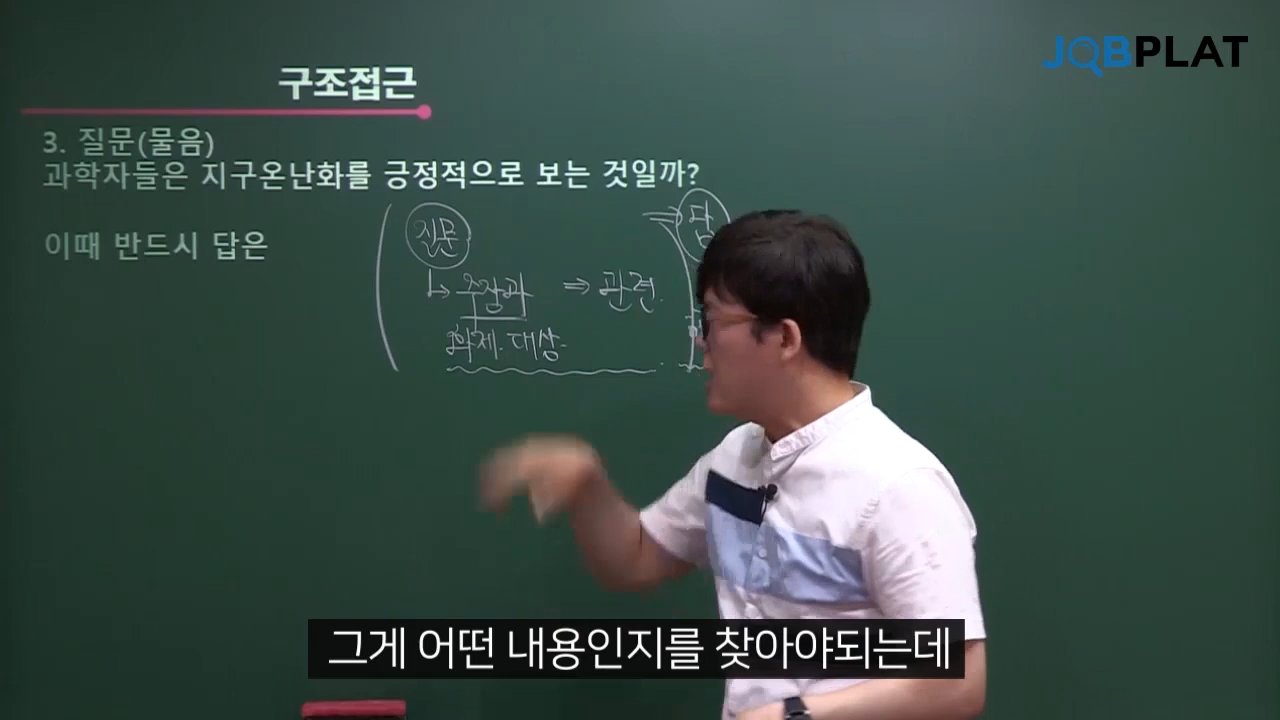 JOBPLAT
구조접근
3. 질문(물음)
과학자들은 지구온난화를 긍정적으로 보는 것일까?
이때 반드시 답은
질문
답
↳ 주장과 ⇒ 관련.
화제. 대상
그게 어떤 내용인지를 찾아야되는데